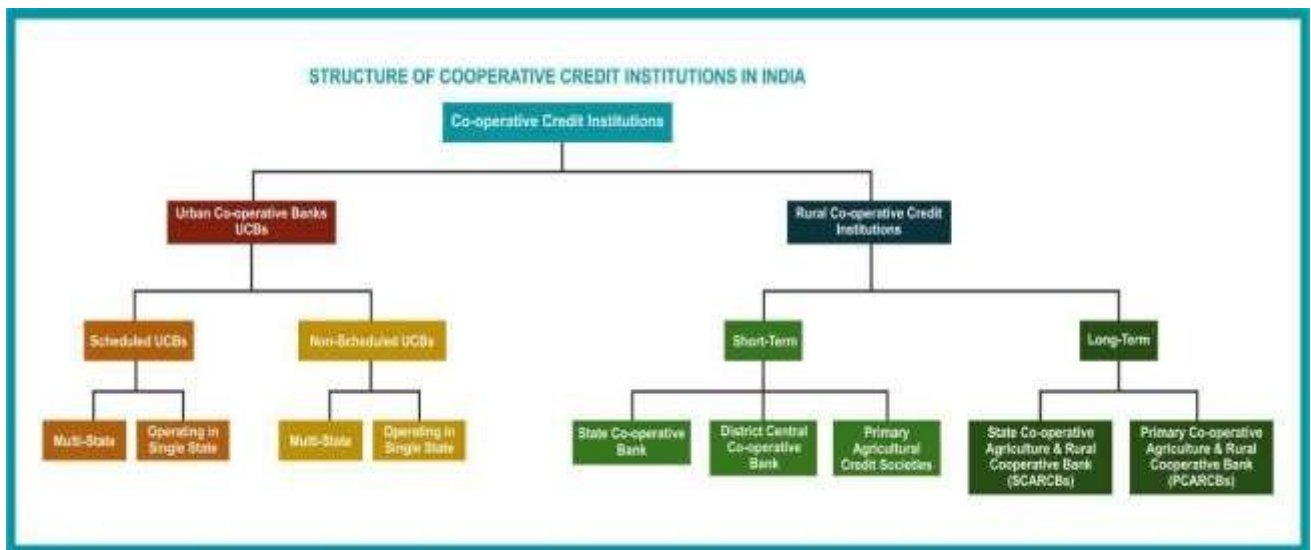 STRUCTURE OF COOPERATIVE CREDIT INSTITUTIONS IN INDIA
Co-operative Credit Institutions
Urban Co-operative Banks
UCBs
Rural Co-operative Credit
Institutions
Scheduled UCBs
Non-Scheduled UCBs
Short-Term
Long-Term
Multi-State
Operating in
Single State
Multi-State
Operating in
Single State
State Co-operative
Bank
District Central
Co-operative
Bank
Primary
Agricultural
Credit Societies
State Co-operative
Agriculture & Rural
Cooperative Bank
(SCARCBs)
Primary Co-operative
Agriculture & Rural
Cooperative Bank
(PCARCBs)